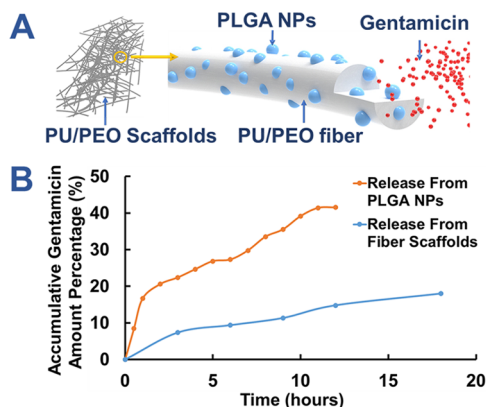 A
PLGA NPs
Gentamicin
PU/PEO Scaffolds
PU/PEO fiber
B
Accumulative Gentamicin
Amount Percentage (%)
50
40
30
20
10
0
0
5
10
15
20
Time (hours)
Release From
PLGA NPs
Release From
Fiber Scaffolds